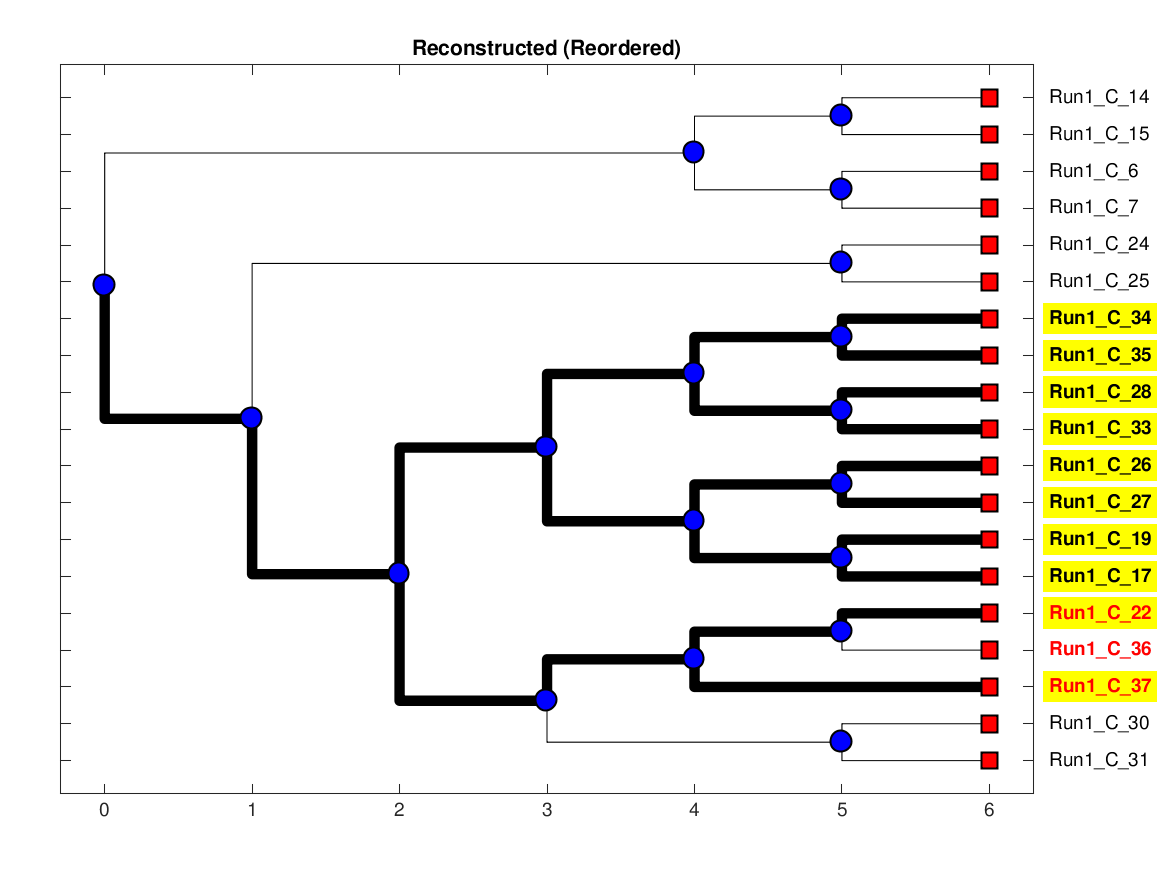 Reconstructed (Reordered)
Run1_C_14
Run1_C_15
Run1_C_6
Run1_C_7
Run1_C_24
Run1_C_25
Run1_C_34
Run1_C_35
Run1_C_28
Run1_C_33
Run1_C_26
Run1_C_27
Run1_C_19
Run1_C_17
Run1_C_22
Run1_C_36
Run1_C_37
Run1_C_30
Run1_C_31
0 1 2 3 4 5 6